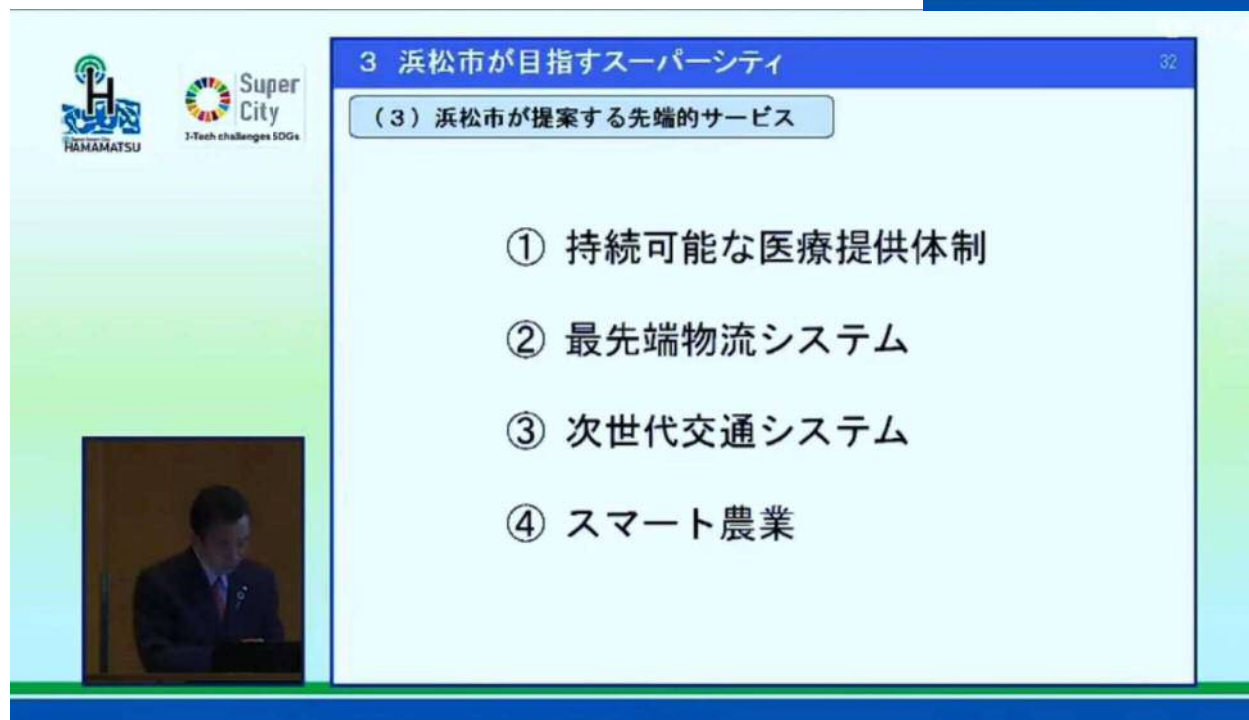 HAMAMATSU
Super
City
J-Tech challenges SDGs
3 浜松市が目指すスーパーシティ
32
(3)浜松市が提案する先端的サービス
① 持続可能な医療提供体制
② 最先端物流システム
③ 次世代交通システム
④ スマート農業